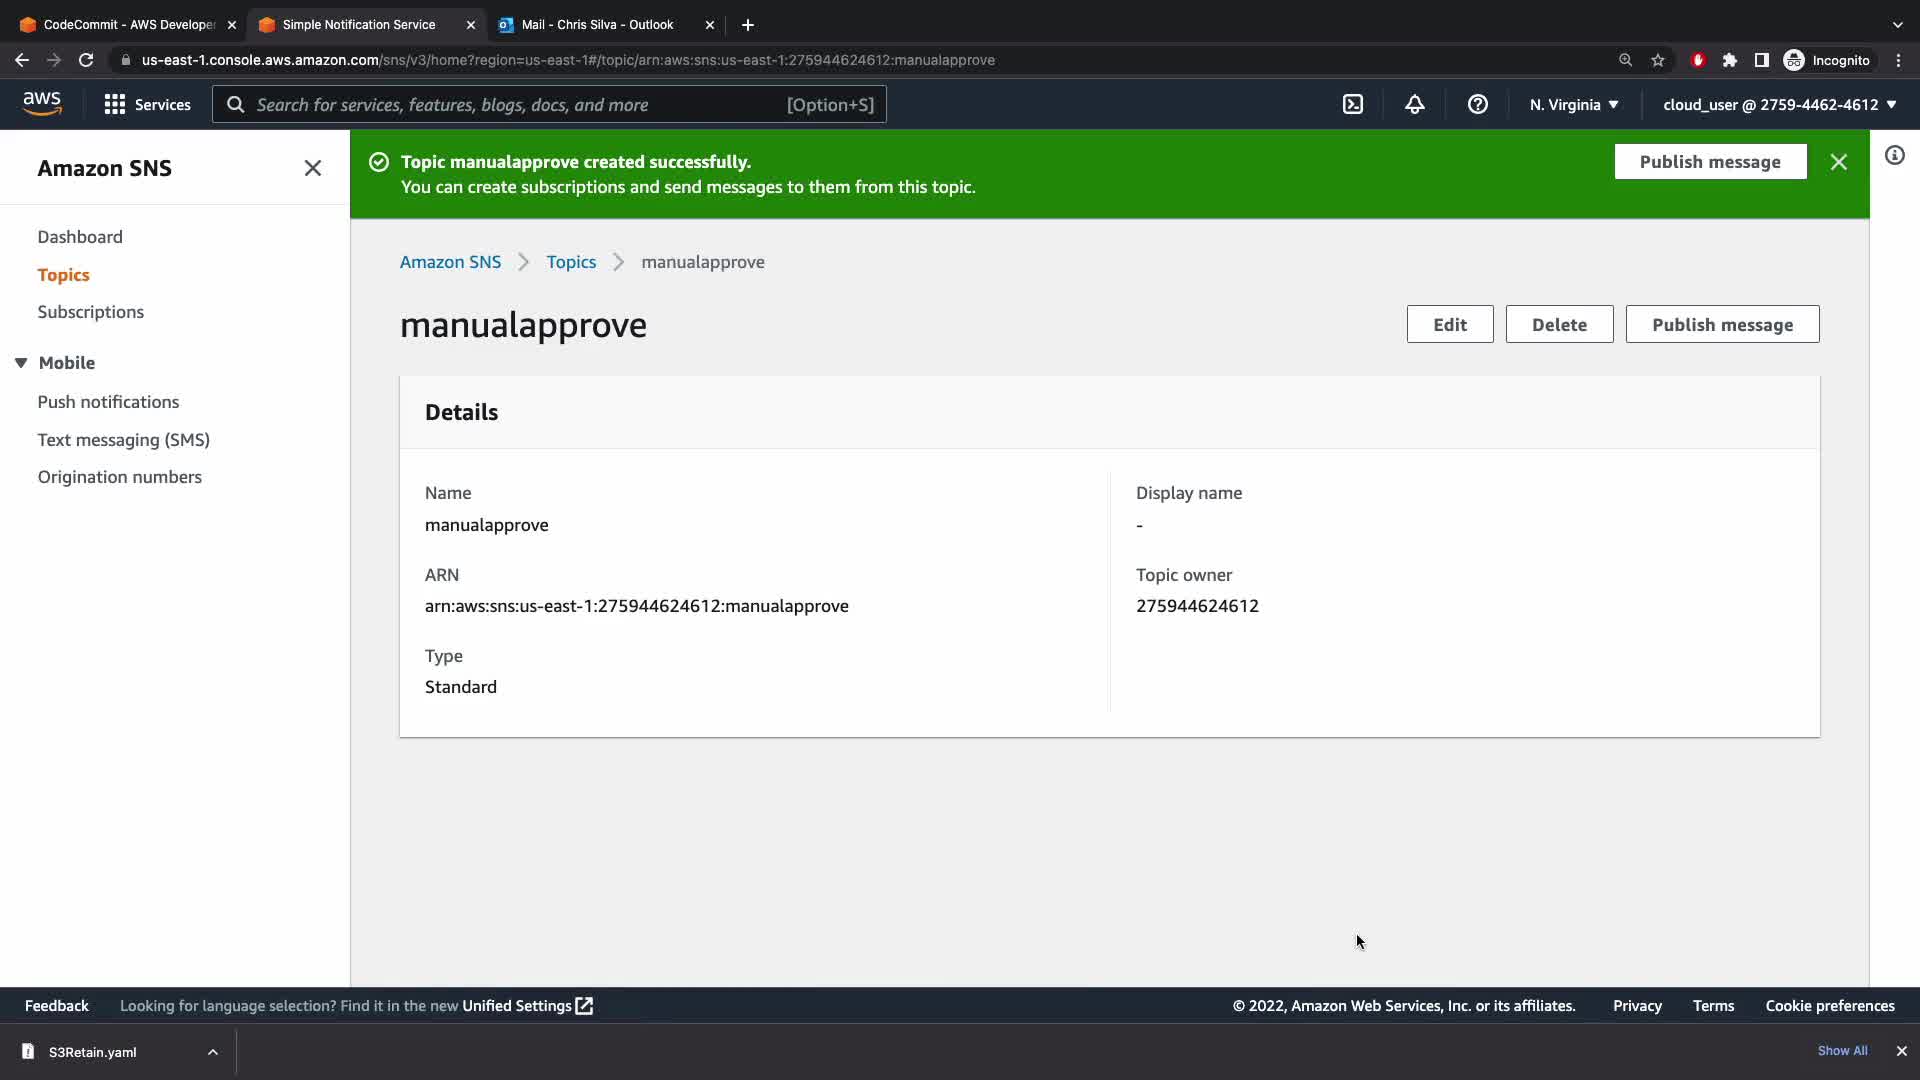 CodeCommit - AWS Developer
Simple Notification Service
Mail - Chris Silva - Outlook
us-east-1.console.aws.amazon.com/sns/v3/home?region=us-east-1#/topic/arn:aws:sns:us-east-1:275944624612:manualapprove
Incognito
aws
Services
Search for services, features, blogs, docs, and more
[Option+S]
N. Virginia
cloud_user @ 2759-4462-4612
Amazon SNS
Dashboard
Topics
Subscriptions
Mobile
Push notifications
Text messaging (SMS)
Origination numbers
Topic manualapprove created successfully.
You can create subscriptions and send messages to them from this topic.
Publish message
Amazon SNS
Topics
manualapprove
manualapprove
Edit
Delete
Publish message
Details
Name
manualapprove
ARN
arn:aws:sns:us-east-1:275944624612:manualapprove
Type
Standard
Display name
-
Topic owner
275944624612
Feedback
Looking for language selection? Find it in the new Unified Settings
© 2022, Amazon Web Services, Inc. or its affiliates.
Privacy
Terms
Cookie preferences
S3Retain.yaml
Show All